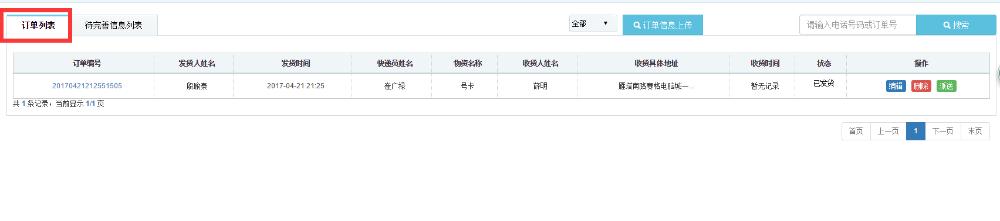 订单列表 待完善信息列表 全部 ▼ 订单信息上传 请输入电话号码或订单号 搜索
订单编号 发货人姓名 发货时间 快递员姓名 物资名称 收货人姓名 收货具体地址 收货时间 状态 操作
20170421212551505 殷瑜泰 2017-04-21 21:25 崔广禄 号卡 薛明 雁塔南路赛格电脑城一... 暂无记录 已发货 编辑 删除 派送
共 1 条记录，当前显示 1/1 页
首页 上一页 1 下一页 末页